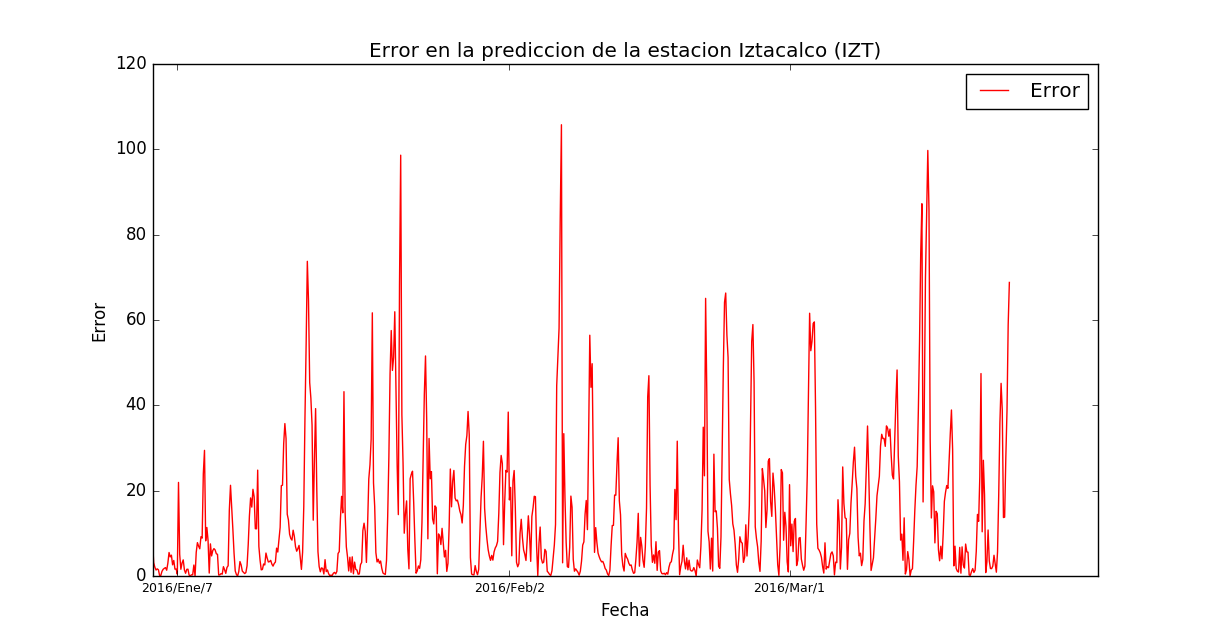 Error en la prediccion de la estacion Iztacalco (IZT)
120
Error
100
80
60
Error
40
20
0
2016/Ene/7 2016/Feb/2 2016/Mar/1
Fecha